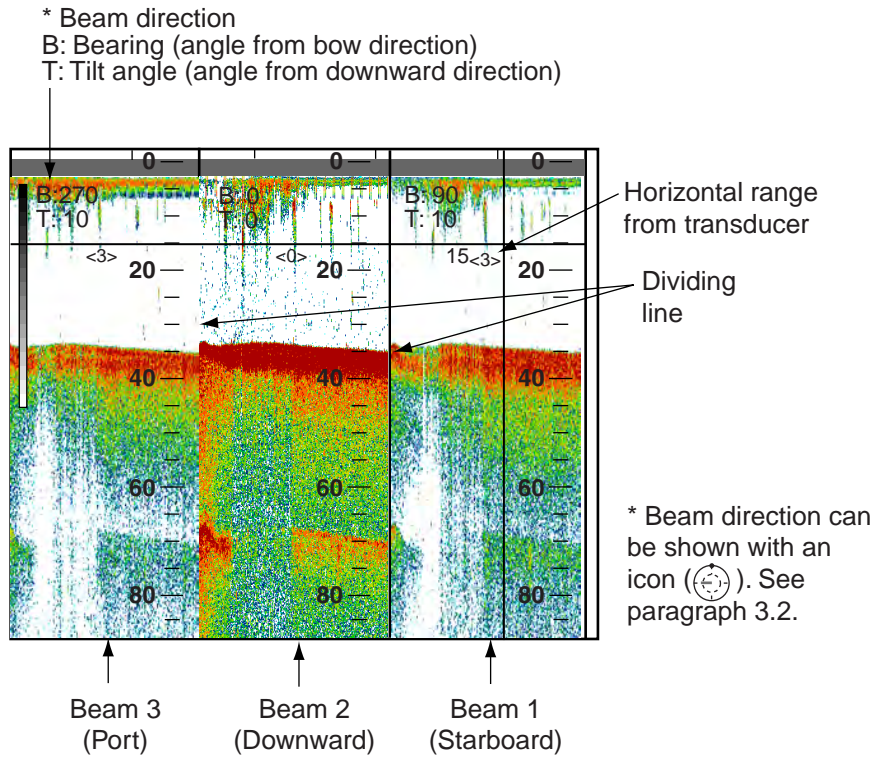 * Beam direction
B: Bearing (angle from bow direction)
T: Tilt angle (angle from downward direction)
0 0 0
B:270 B: 0 B:90
T: 10 T: 0 T: 10
Horizontal range
from transducer
<3> <0> 15<3>
20 20 20
Dividing
line
40 40 40
60 60 60
* Beam direction can
be shown with an
icon ( ). See
paragraph 3.2.
80 80 80
Beam 3
(Port)
Beam 2
(Downward)
Beam 1
(Starboard)